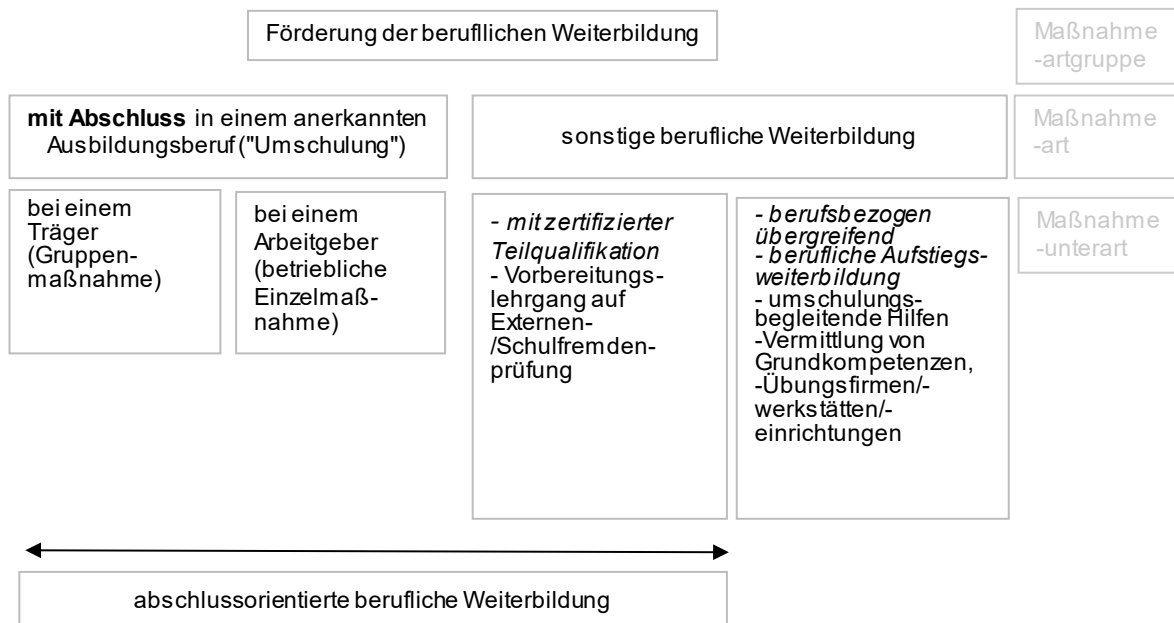 Förderung der berufllichen Weiterbildung
Maßnahme
-artgruppe
mit Abschluss in einem anerkannten
Ausbildungsberuf ("Umschulung")
sonstige berufliche Weiterbildung
Maßnahme
-art
bei einem
Träger
(Gruppen-
maßnahme)
bei einem
Arbeitgeber
(betriebliche
Einzelmaß-
nahme)
- mit zertifizierter
Teilqualifikation
- Vorbereitungs-
lehrgang auf
Externen-
/Schulfremden-
prüfung
- berufsbezogen
übergreifend
- berufliche Aufstiegs-
weiterbildung
- umschulungs-
begleitende Hilfen
-Vermittlung von
Grundkompetenzen,
-Übungsfirmen/-
werkstätten/-
einrichtungen
Maßnahme
-unterart
abschlussorientierte berufliche Weiterbildung